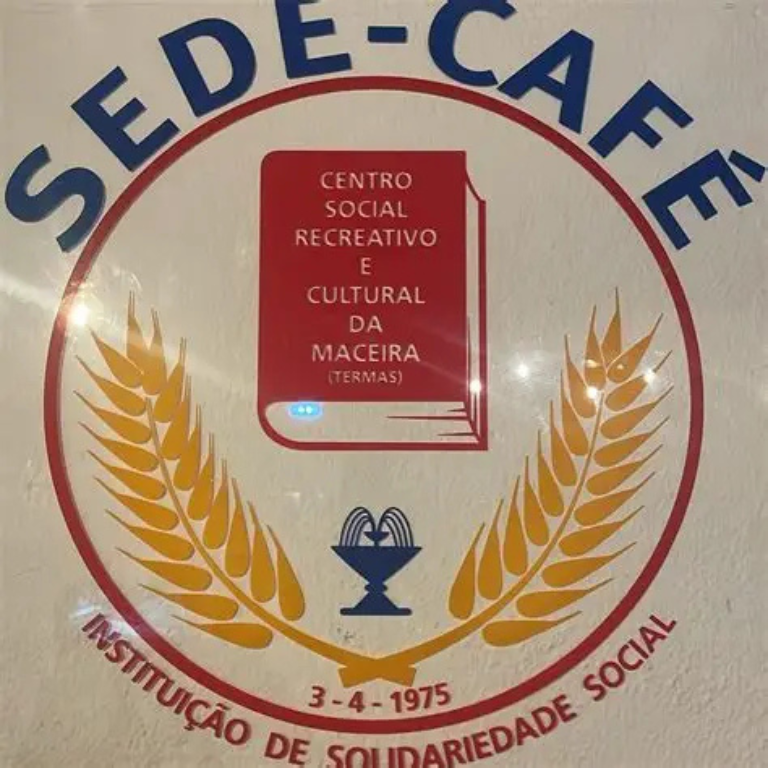 SEDE-CAFÉ
CENTRO
SOCIAL
RECREATIVO
E
CULTURAL
DA
MACEIRA
(TERMAS)
3-4-1975
INSTITUIÇÃO DE SOLIDARIEDADE SOCIAL